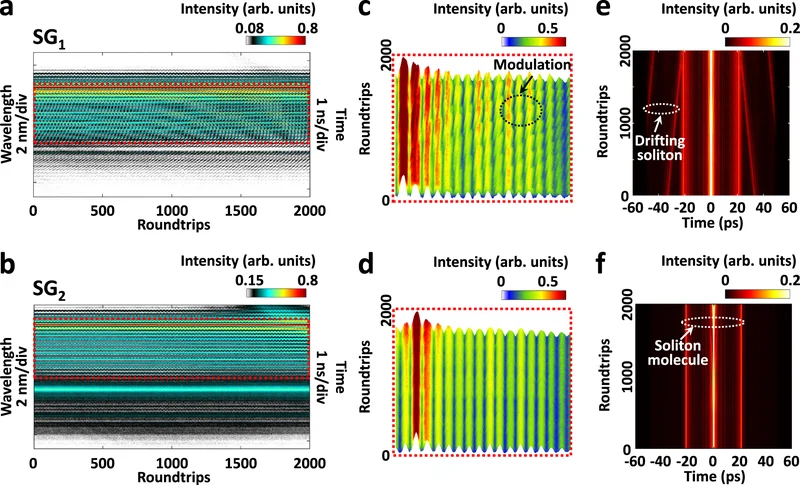 a
Intensity (arb. units)
0.08 0.8
SG1
Wavelength
2 nm/div
Time
1 ns/div
0 500 1000 1500 2000
Roundtrips
c
Intensity (arb. units)
0 0.5
Modulation
2000
Roundtrips
0
e
Intensity (arb. units)
0 0.2
2000
Roundtrips
1000
0
Drifting
soliton
-60 -40 -20 0 20 40 60
Time (ps)
b
Intensity (arb. units)
0.15 0.8
SG2
Wavelength
2 nm/div
Time
1 ns/div
0 500 1000 1500 2000
Roundtrips
d
Intensity (arb. units)
0 0.5
2000
Roundtrips
0
f
Intensity (arb. units)
0 0.2
2000
Roundtrips
1000
0
Soliton
molecule
-60 -40 -20 0 20 40 60
Time (ps)